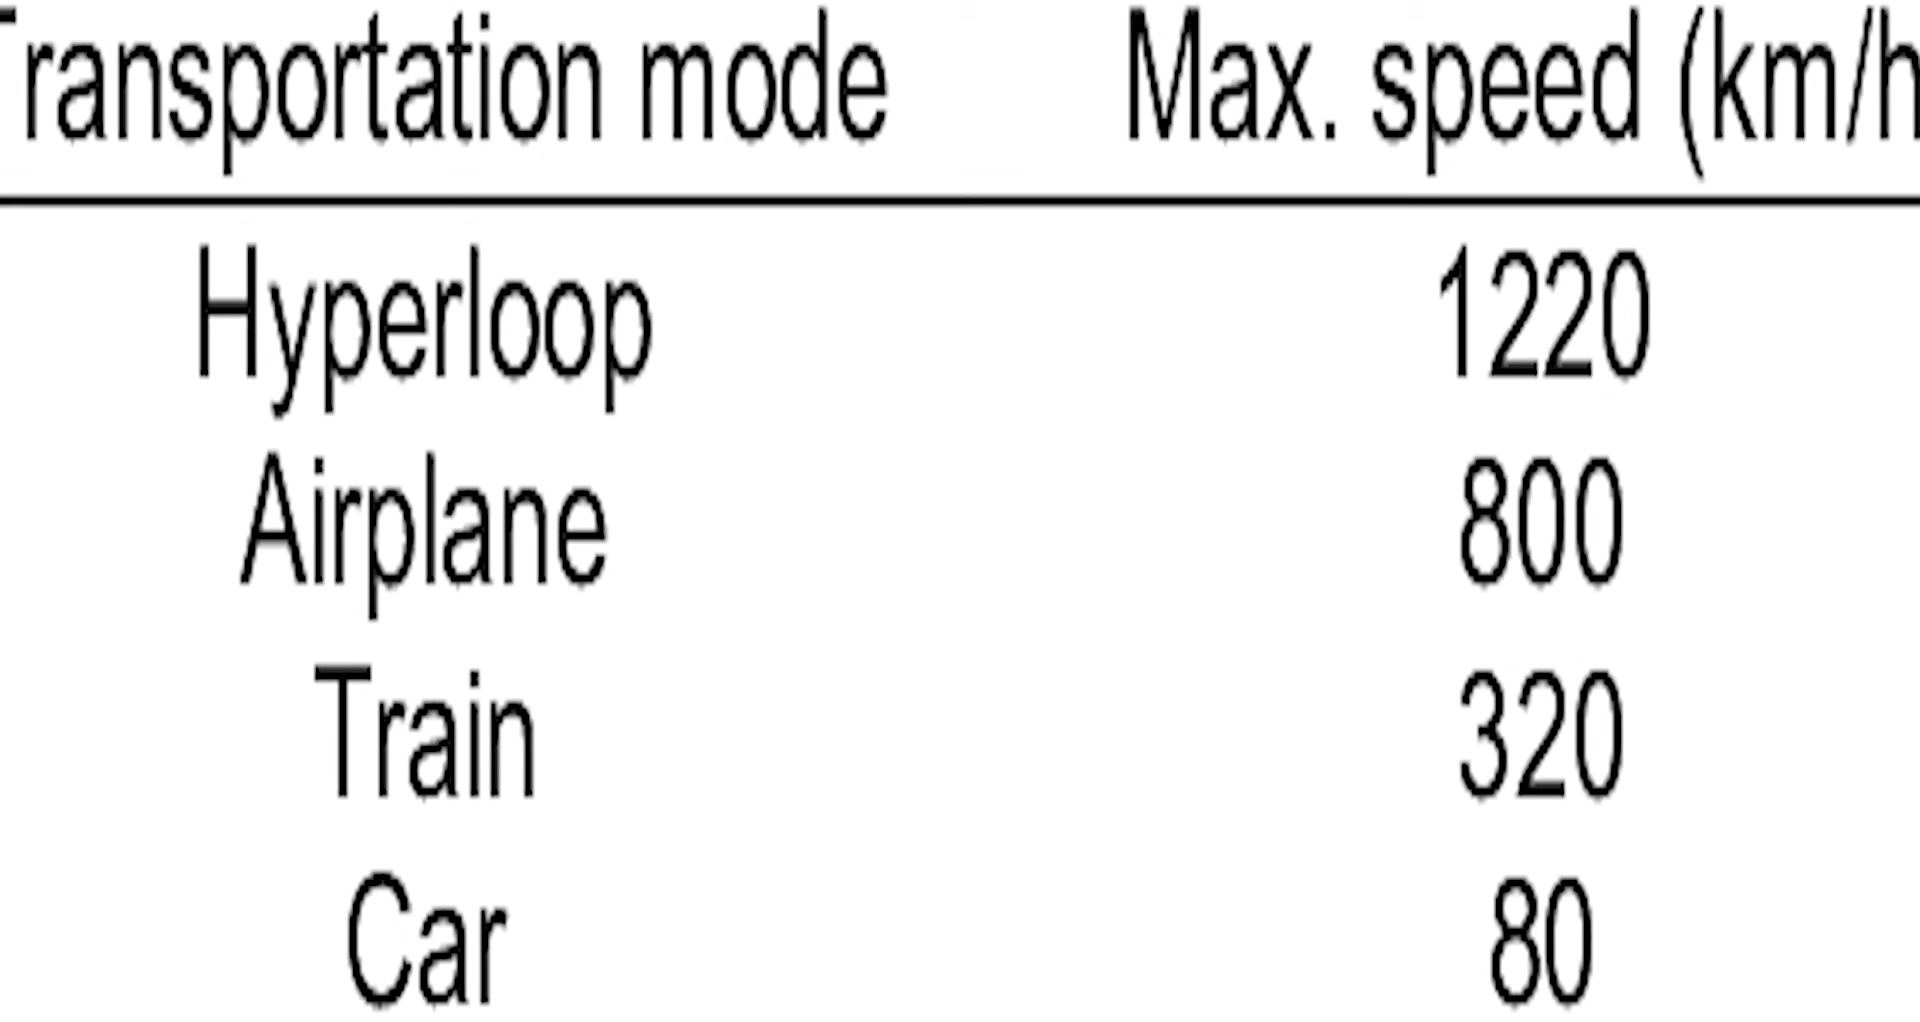 Transportation mode Max. speed (km/h
Hyperloop 1220
Airplane 800
Train 320
Car 80